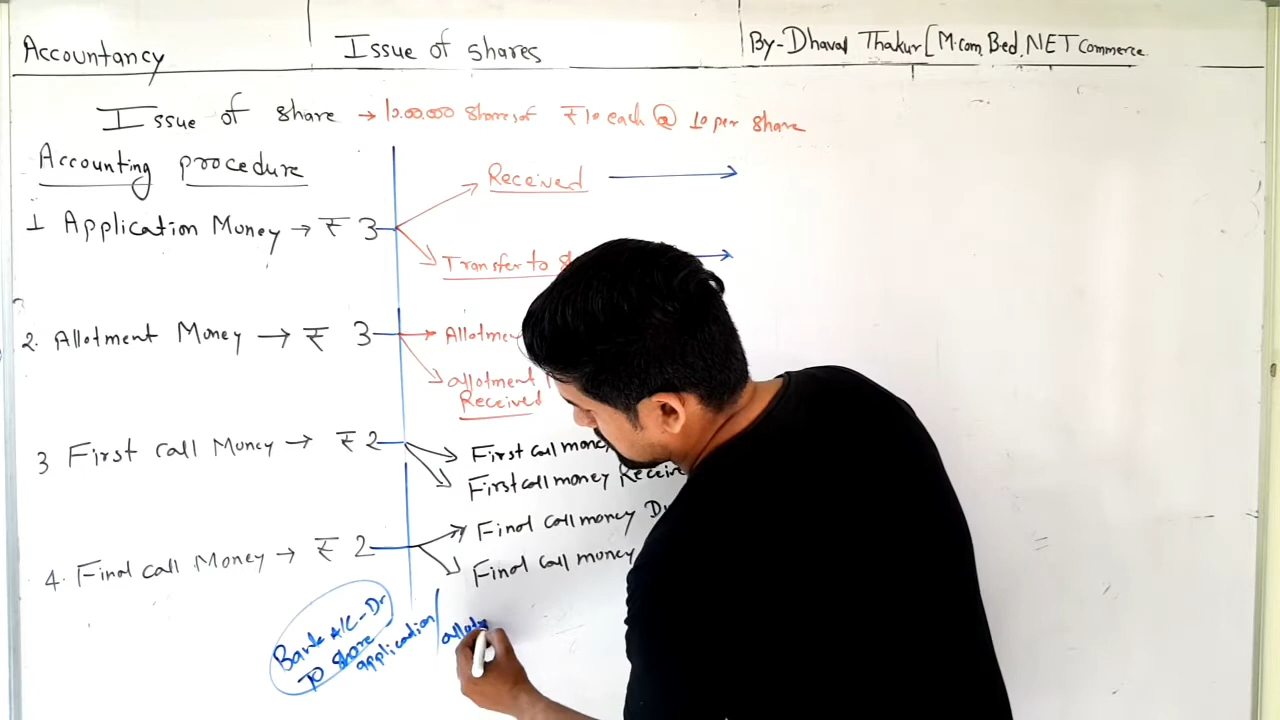 Accountancy
Issue of shares
By-Dhaval Thakur [M.com, B.ed, NET Commerce
Issue of share → 10.00.000 shares of ₹10 each @ 10 per share
Accounting procedure
1 Application Money → ₹ 3
Received
Transfer to
2. Allotment Money → ₹ 3
allotment
Received
3 First call Money → ₹ 2
First call money
First call money
4. Final call Money → ₹ 2
Final call money
Final call money
Bank A/C - Dr
To share
application/